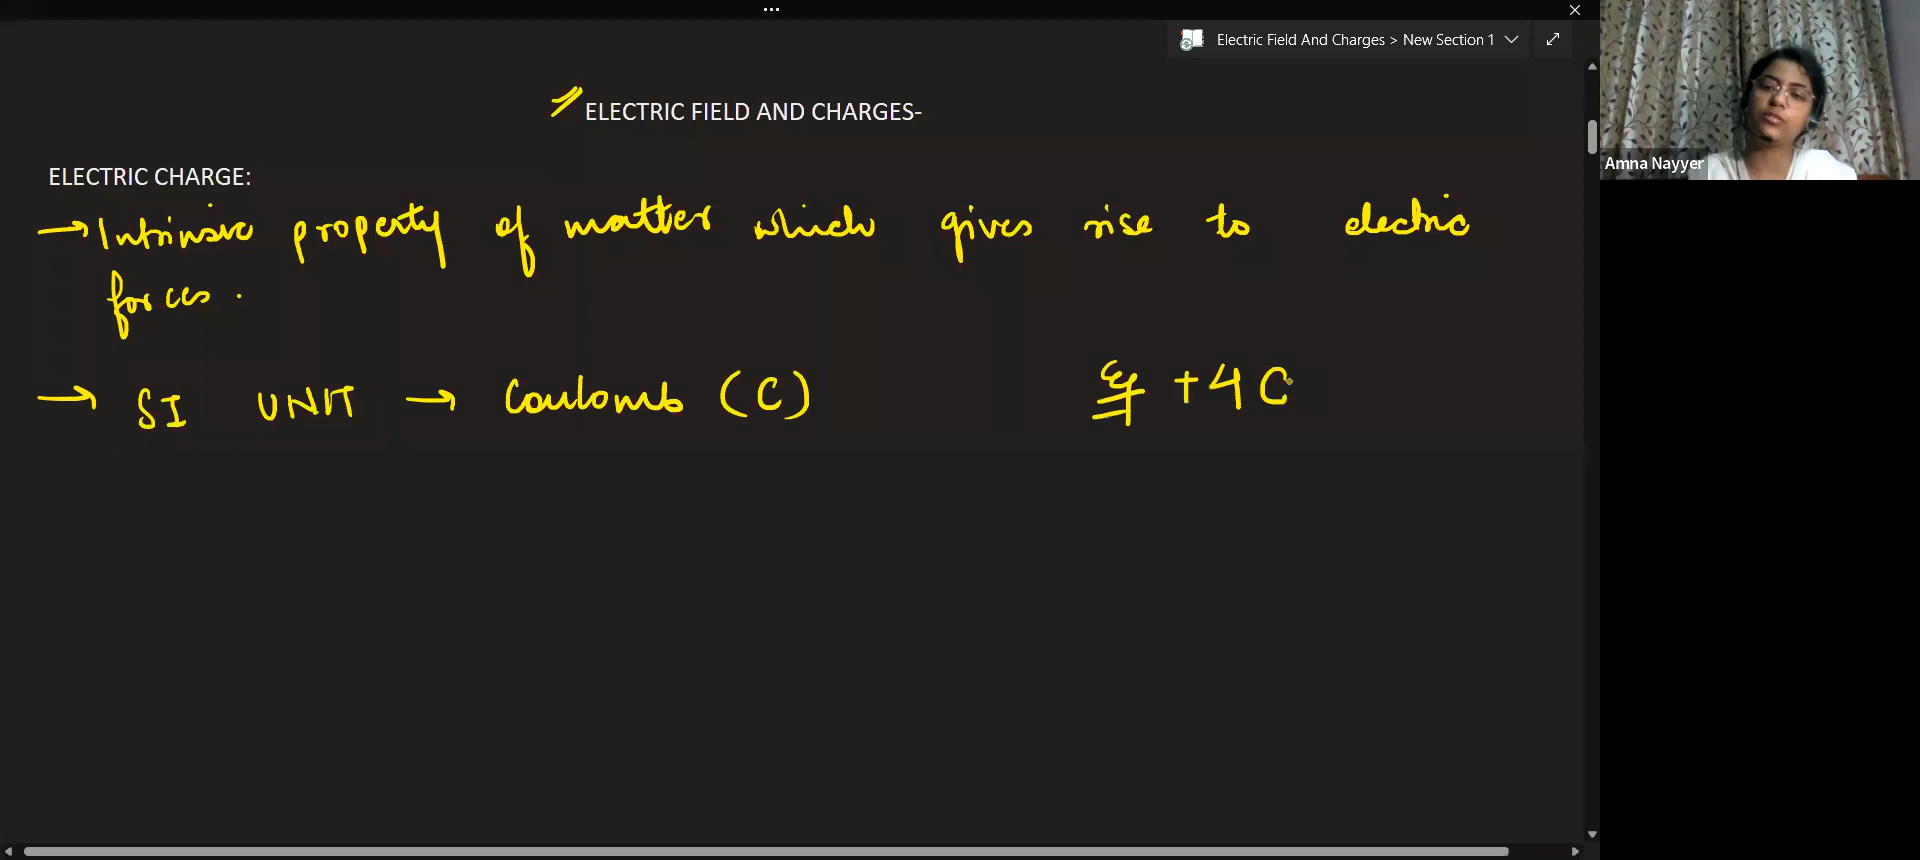 Electric Field And Charges > New Section 1
ELECTRIC FIELD AND CHARGES-
Amna Nayyer
ELECTRIC CHARGE:
→ Intrinsic property of matter which gives rise to electric
forces.
→ SI UNIT → Coulomb (C) eg +4C